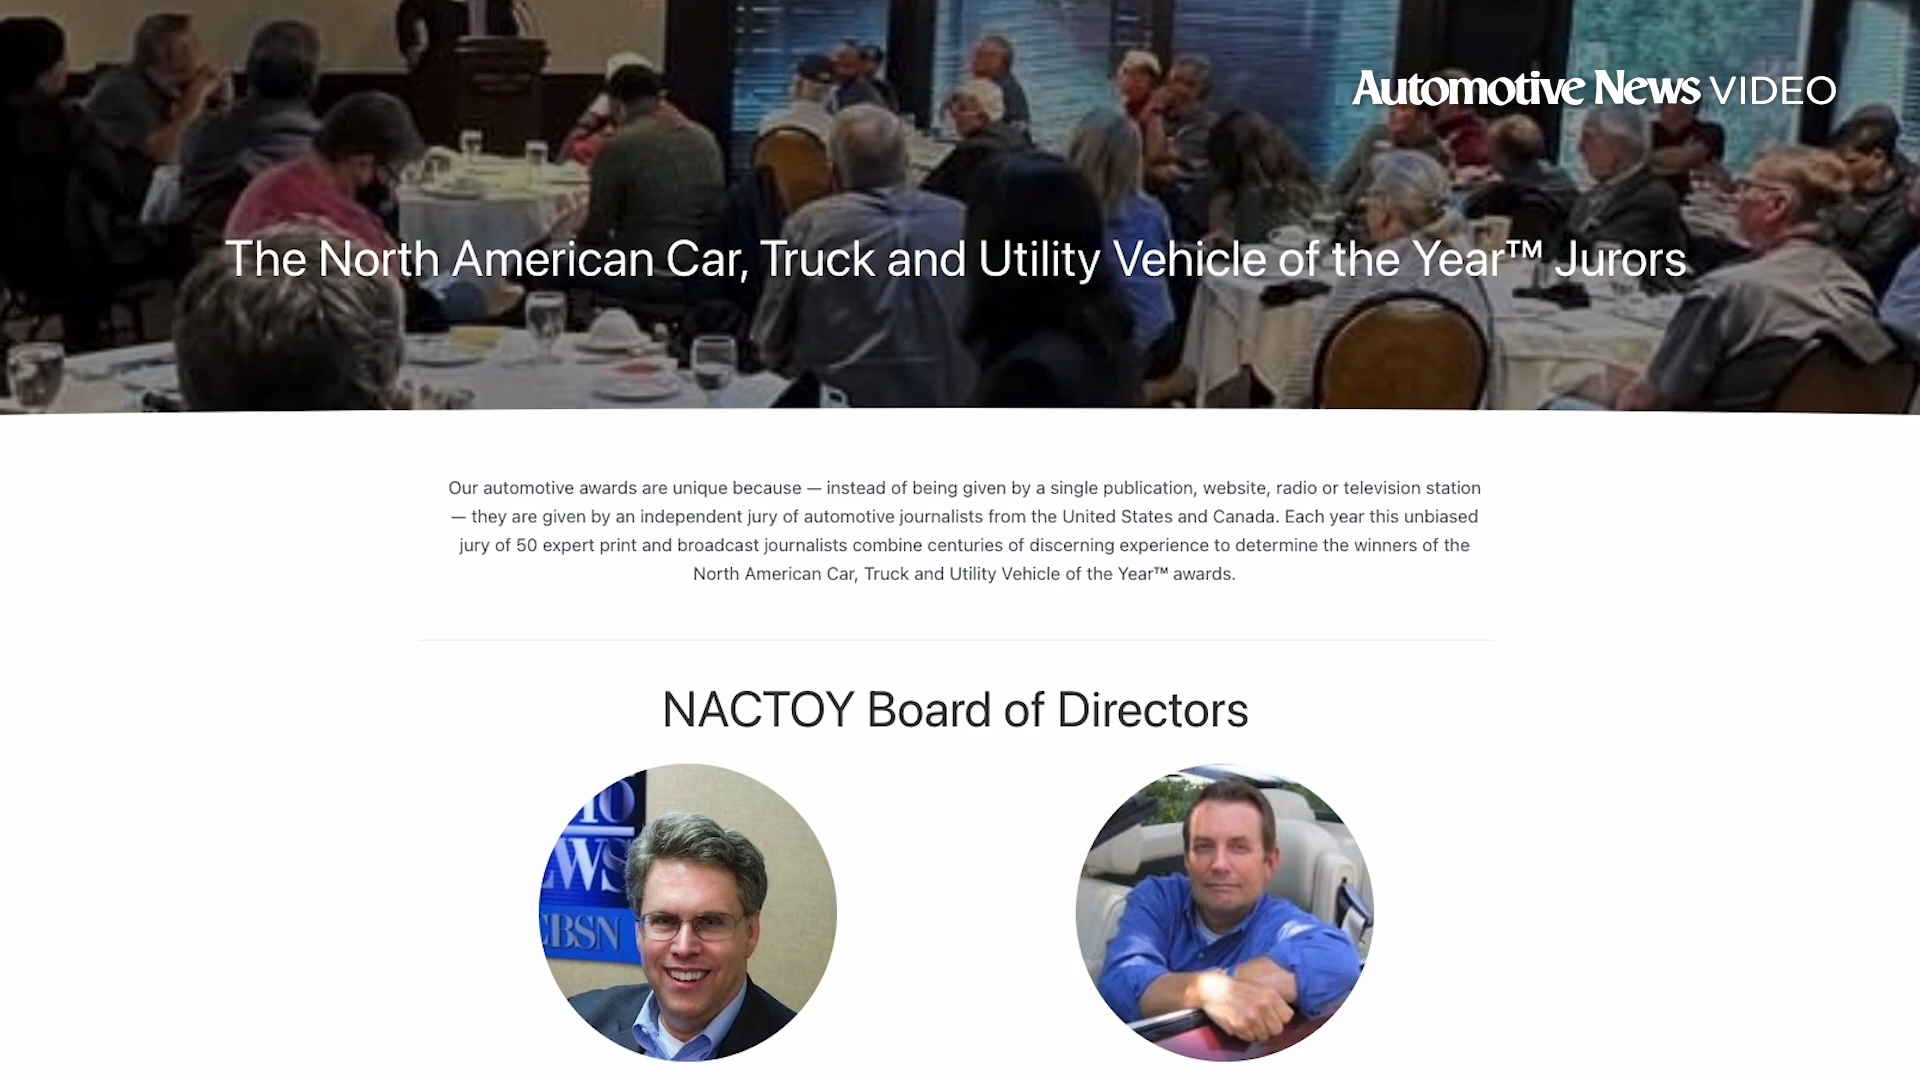 Automotive News VIDEO
The North American Car, Truck and Utility Vehicle of the Year™ Jurors
Our automotive awards are unique because — instead of being given by a single publication, website, radio or television station
— they are given by an independent jury of automotive journalists from the United States and Canada. Each year this unbiased
jury of 50 expert print and broadcast journalists combine centuries of discerning experience to determine the winners of the
North American Car, Truck and Utility Vehicle of the Year™ awards.
NACTOY Board of Directors